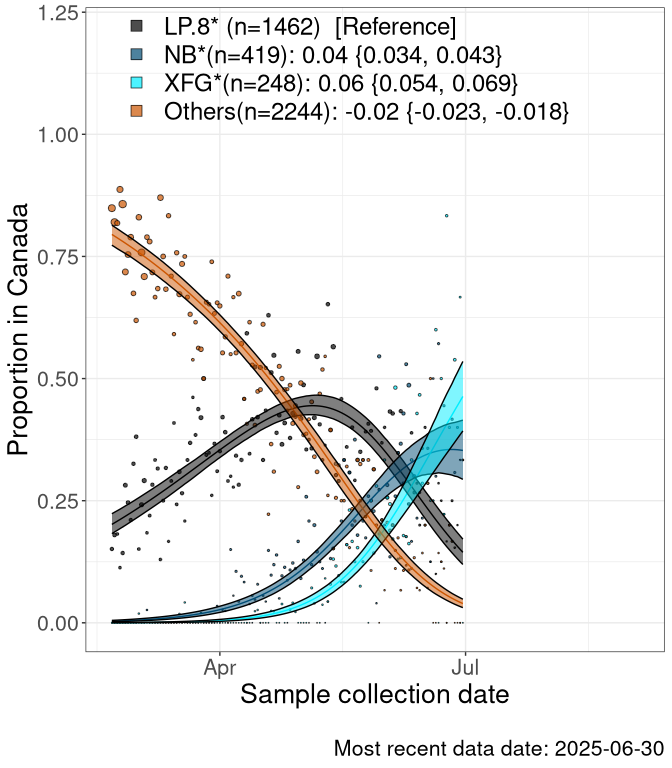 LP.8* (n=1462)  [Reference]
NB*(n=419): 0.04 {0.034, 0.043}
XFG*(n=248): 0.06 {0.054, 0.069}
Others(n=2244): -0.02 {-0.023, -0.018}
1.25
1.00
0.75
0.50
0.25
0.00
Proportion in Canada
Apr Jul
Sample collection date
Most recent data date: 2025-06-30